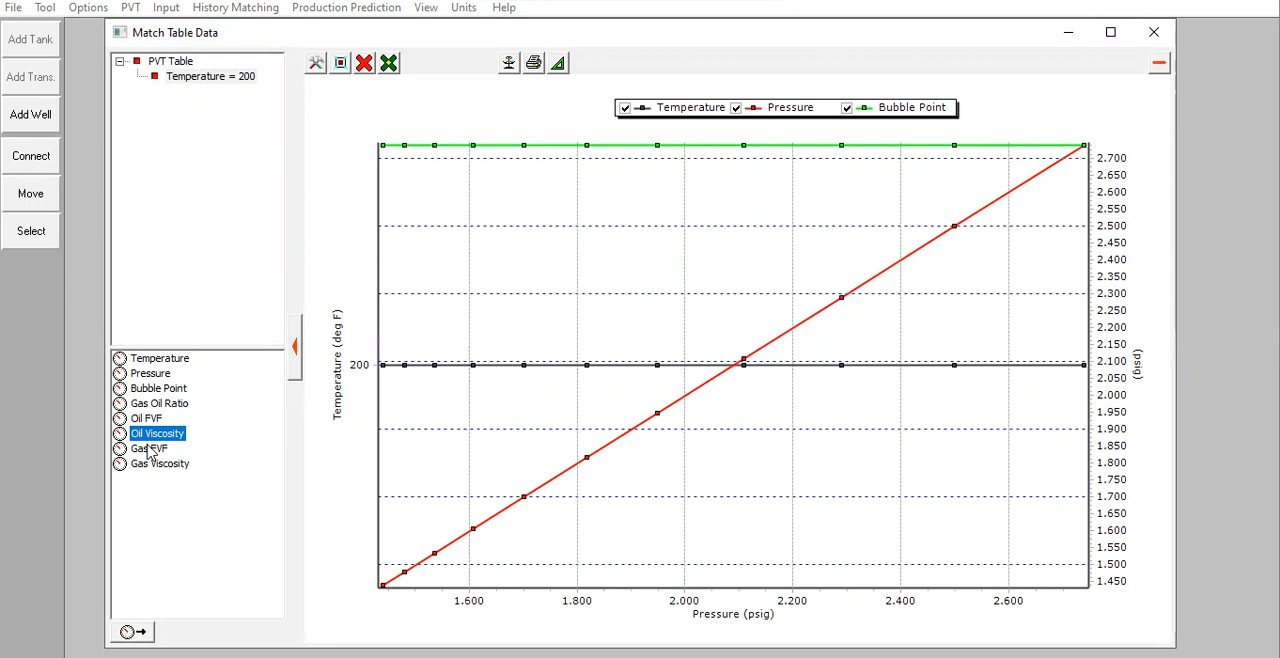 File Tool Options PVT Input History Matching Production Prediction View Units Help
Match Table Data
Add Tank
Add Trans.
Add Well
Connect
Move
Select
PVT Table
Temperature = 200
Temperature
Pressure
Bubble Point
Gas Oil Ratio
Oil FVF
Oil Viscosity
Gas FVF
Gas Viscosity
Temperature Pressure Bubble Point
Temperature (deg F)
200
2.700
2.650
2.600
2.550
2.500
2.450
2.400
2.350
2.300
2.250
2.200
2.150
2.100
2.050
2.000
1.950
1.900
1.850
1.800
1.750
1.700
1.650
1.600
1.550
1.500
1.450
(psig)
1.600 1.800 2.000 2.200 2.400 2.600
Pressure (psig)